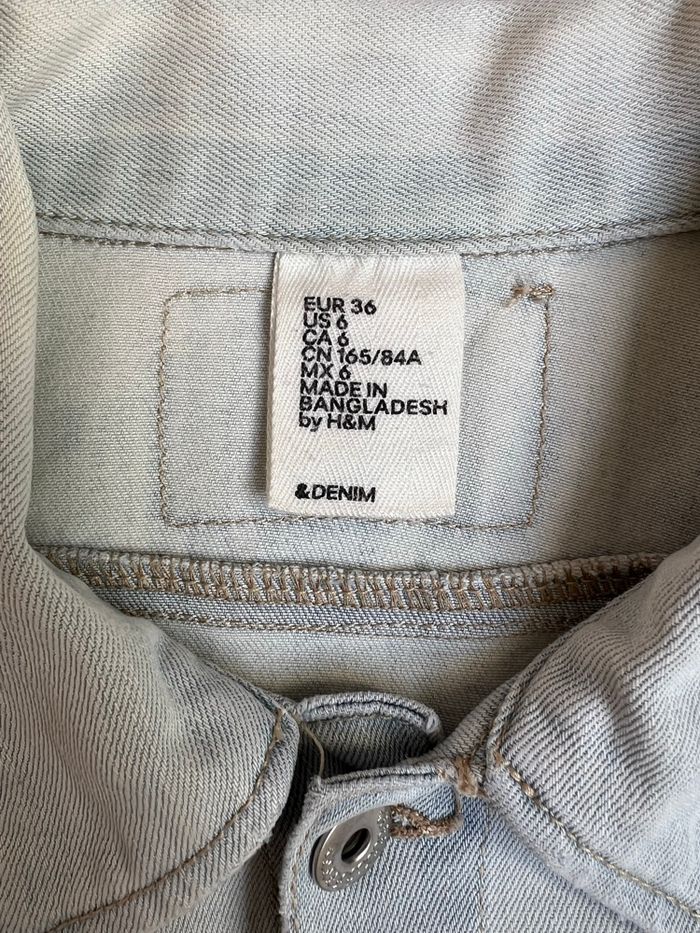 EUR 36
US 6
CA 6
CN 165/84A
MX 6
MADE IN
BANGLADESH
by H&M
&DENIM